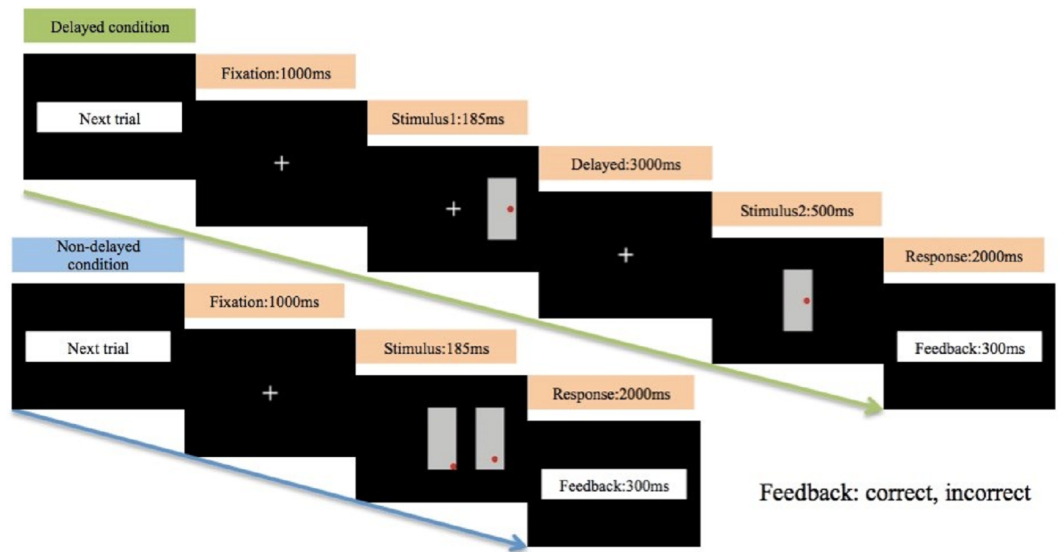 Delayed condition
Next trial
Fixation:1000ms
Stimulus1:185ms
Delayed:3000ms
Stimulus2:500ms
Response:2000ms
Feedback:300ms
Non-delayed
condition
Next trial
Fixation:1000ms
Stimulus:185ms
Response:2000ms
Feedback:300ms
Feedback: correct, incorrect